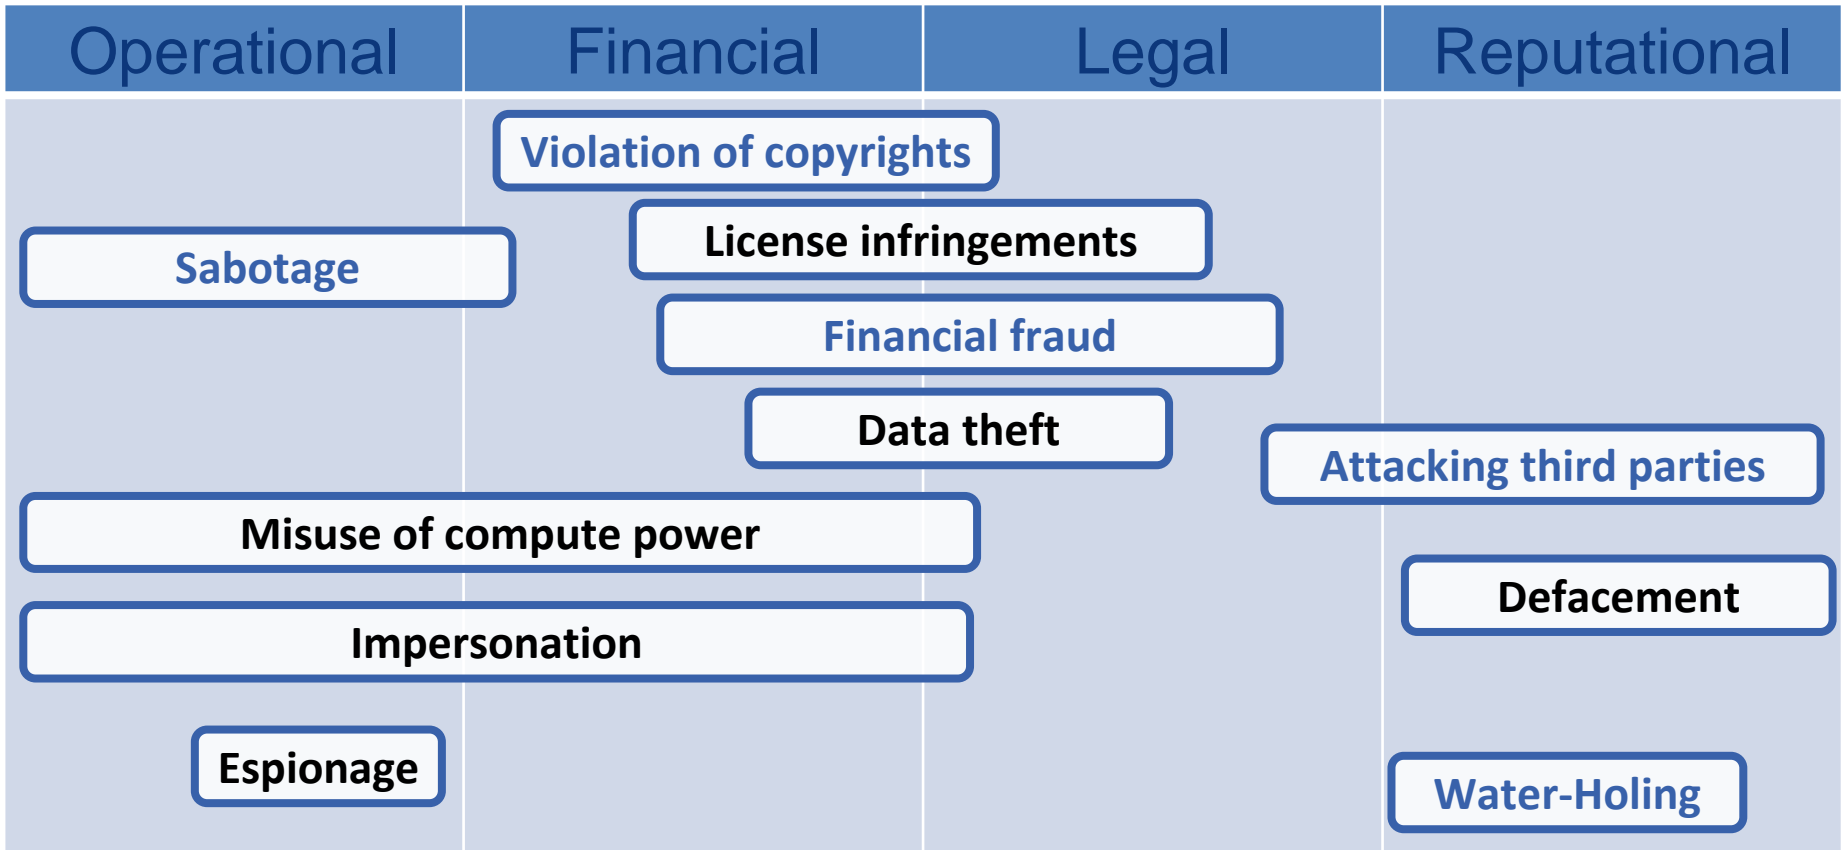 Operational
Financial
Legal
Reputational
Violation of copyrights
License infringements
Sabotage
Financial fraud
Data theft
Attacking third parties
Misuse of compute power
Defacement
Impersonation
Espionage
Water-Holing